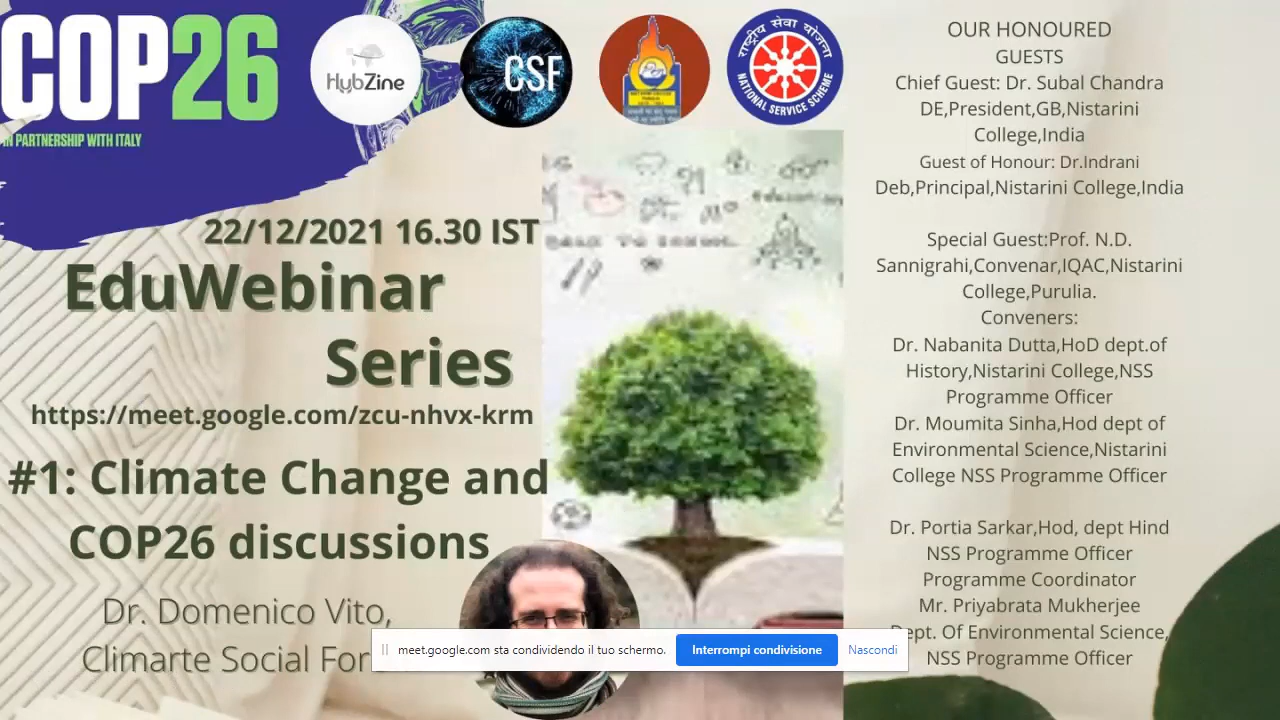 COP26
IN PARTNERSHIP WITH ITALY
HybZine
CSF
राष्ट्रीय सेवा योजना
NATIONAL SERVICE SCHEME
22/12/2021 16.30 IST
EduWebinar
Series
https://meet.google.com/zcu-nhvx-krm
#1: Climate Change and
COP26 discussions
Dr. Domenico Vito,
Climarte Social For
BACK TO SCHOOL
meet.google.com sta condividendo il tuo schermo.
Interrompi condivisione
Nascondi
OUR HONOURED
GUESTS
Chief Guest: Dr. Subal Chandra
DE,President,GB,Nistarini
College,India
Guest of Honour: Dr.Indrani
Deb,Principal,Nistarini College,India
Special Guest:Prof. N.D.
Sannigrahi,Convenar,IQAC,Nistarini
College,Purulia.
Conveners:
Dr. Nabanita Dutta,HoD dept.of
History,Nistarini College,NSS
Programme Officer
Dr. Moumita Sinha,Hod dept of
Environmental Science,Nistarini
College NSS Programme Officer
Dr. Portia Sarkar,Hod, dept Hind
NSS Programme Officer
Programme Coordinator
Mr. Priyabrata Mukherjee
Dept. Of Environmental Science,
NSS Programme Officer